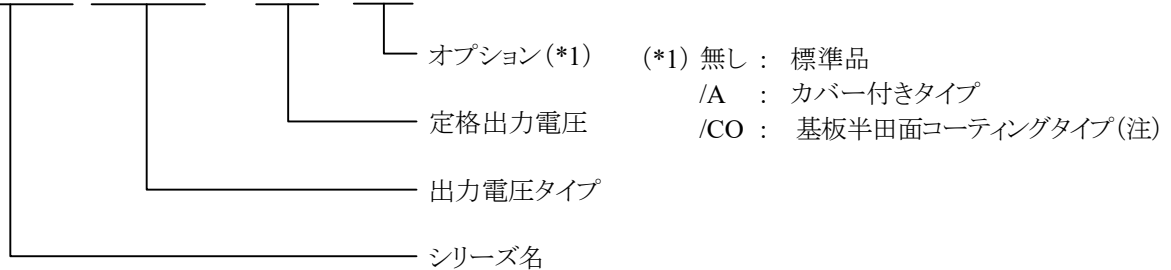 オプション(*1) (*1) 無し : 標準品
/A : カバー付きタイプ
定格出力電圧
/CO : 基板半田面コーティングタイプ(注)
出力電圧タイプ
シリーズ名